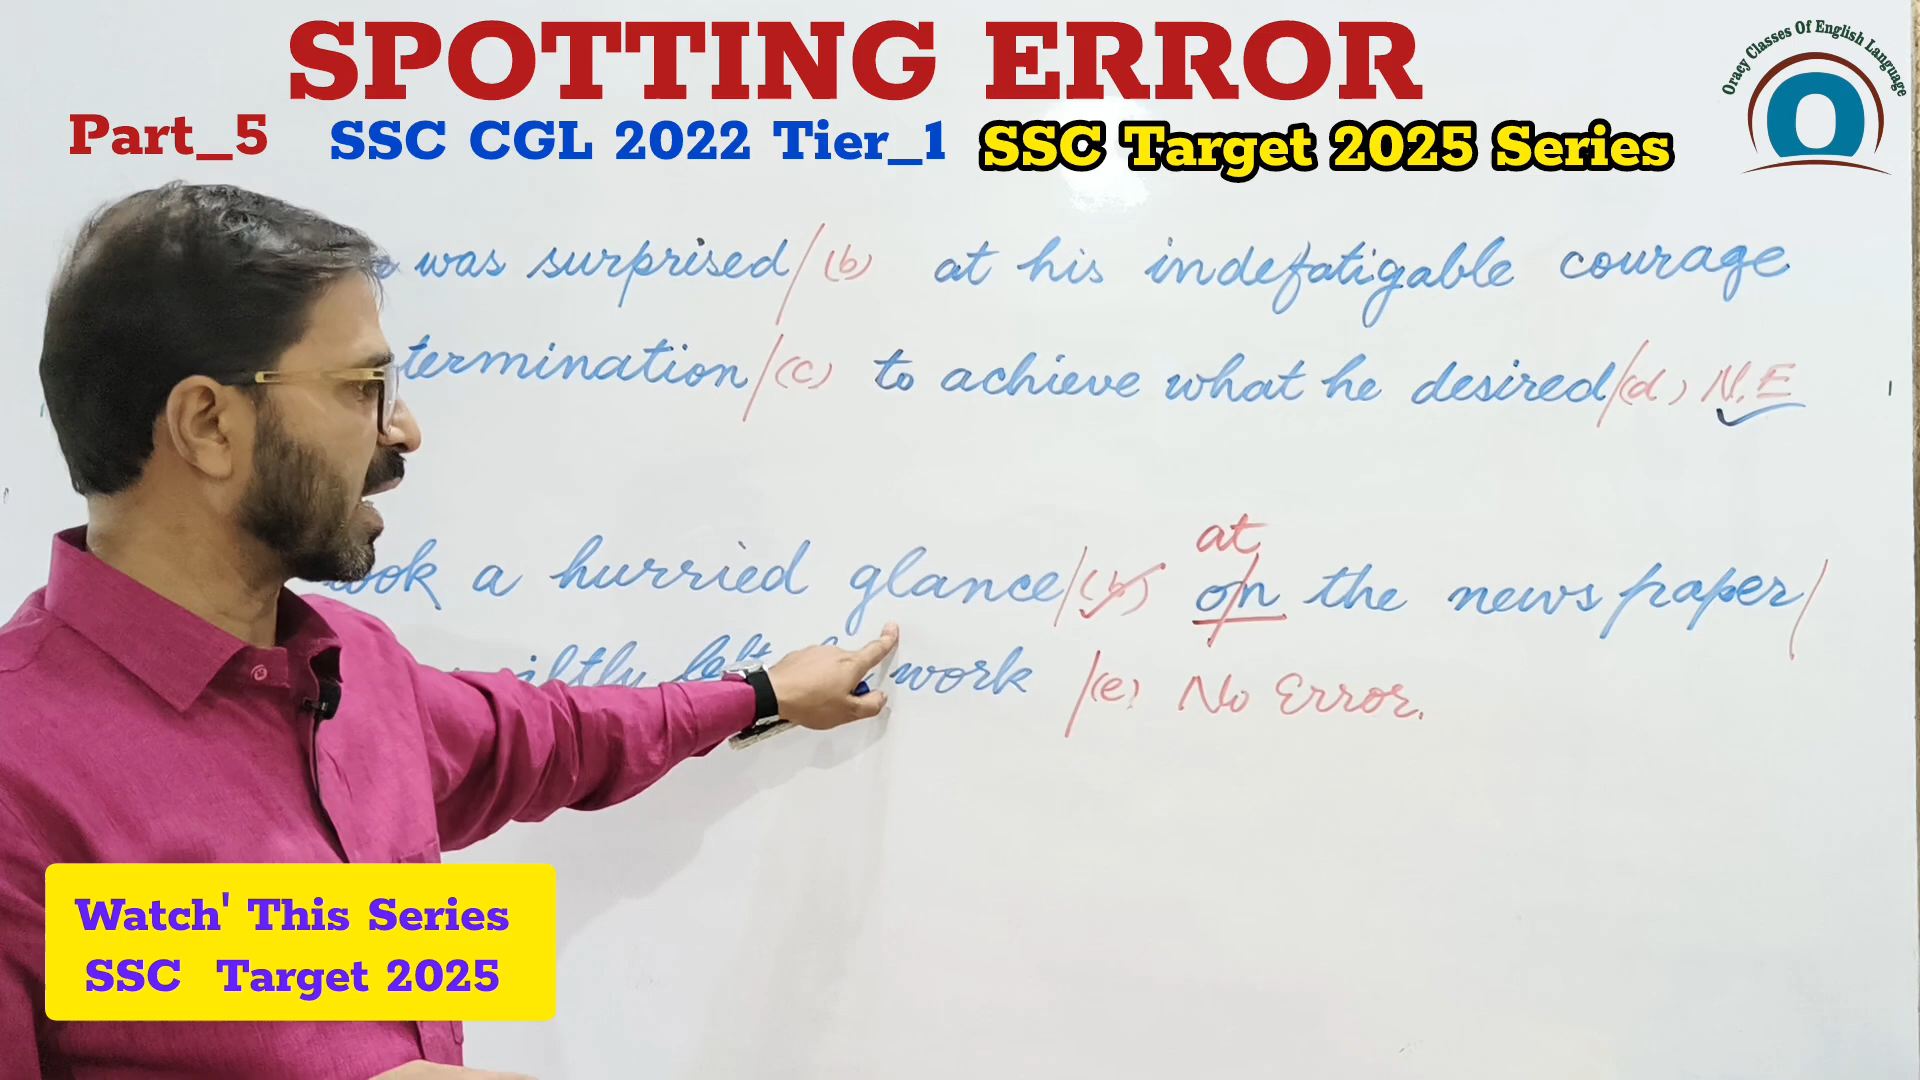 SPOTTING ERROR
Oracy Classes Of English Language
O
Part_5 SSC CGL 2022 Tier_1 SSC Target 2025 Series
was surprised/(b) at his indefatigable courage
termination/(c) to achieve what he desired/(d) N.E
at
ook a hurried glance/(b) on the newspaper/
iftly left work /(e) No Error.
Watch' This Series
SSC Target 2025